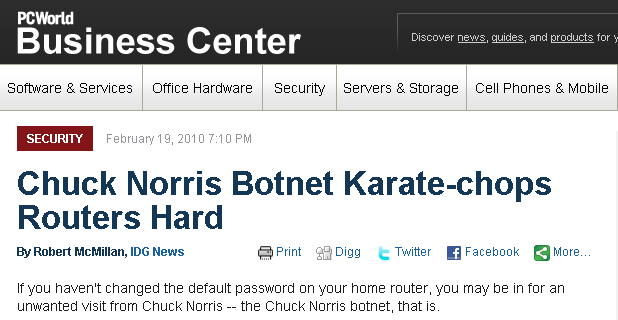 PCWorld
Business Center
Discover news, guides, and products for y
Software & Services Office Hardware Security Servers & Storage Cell Phones & Mobile
SECURITY February 19, 2010 7:10 PM
Chuck Norris Botnet Karate-chops
Routers Hard
By Robert McMillan, IDG News Print Digg Twitter Facebook More...
If you haven't changed the default password on your home router, you may be in for an
unwanted visit from Chuck Norris -- the Chuck Norris botnet, that is.